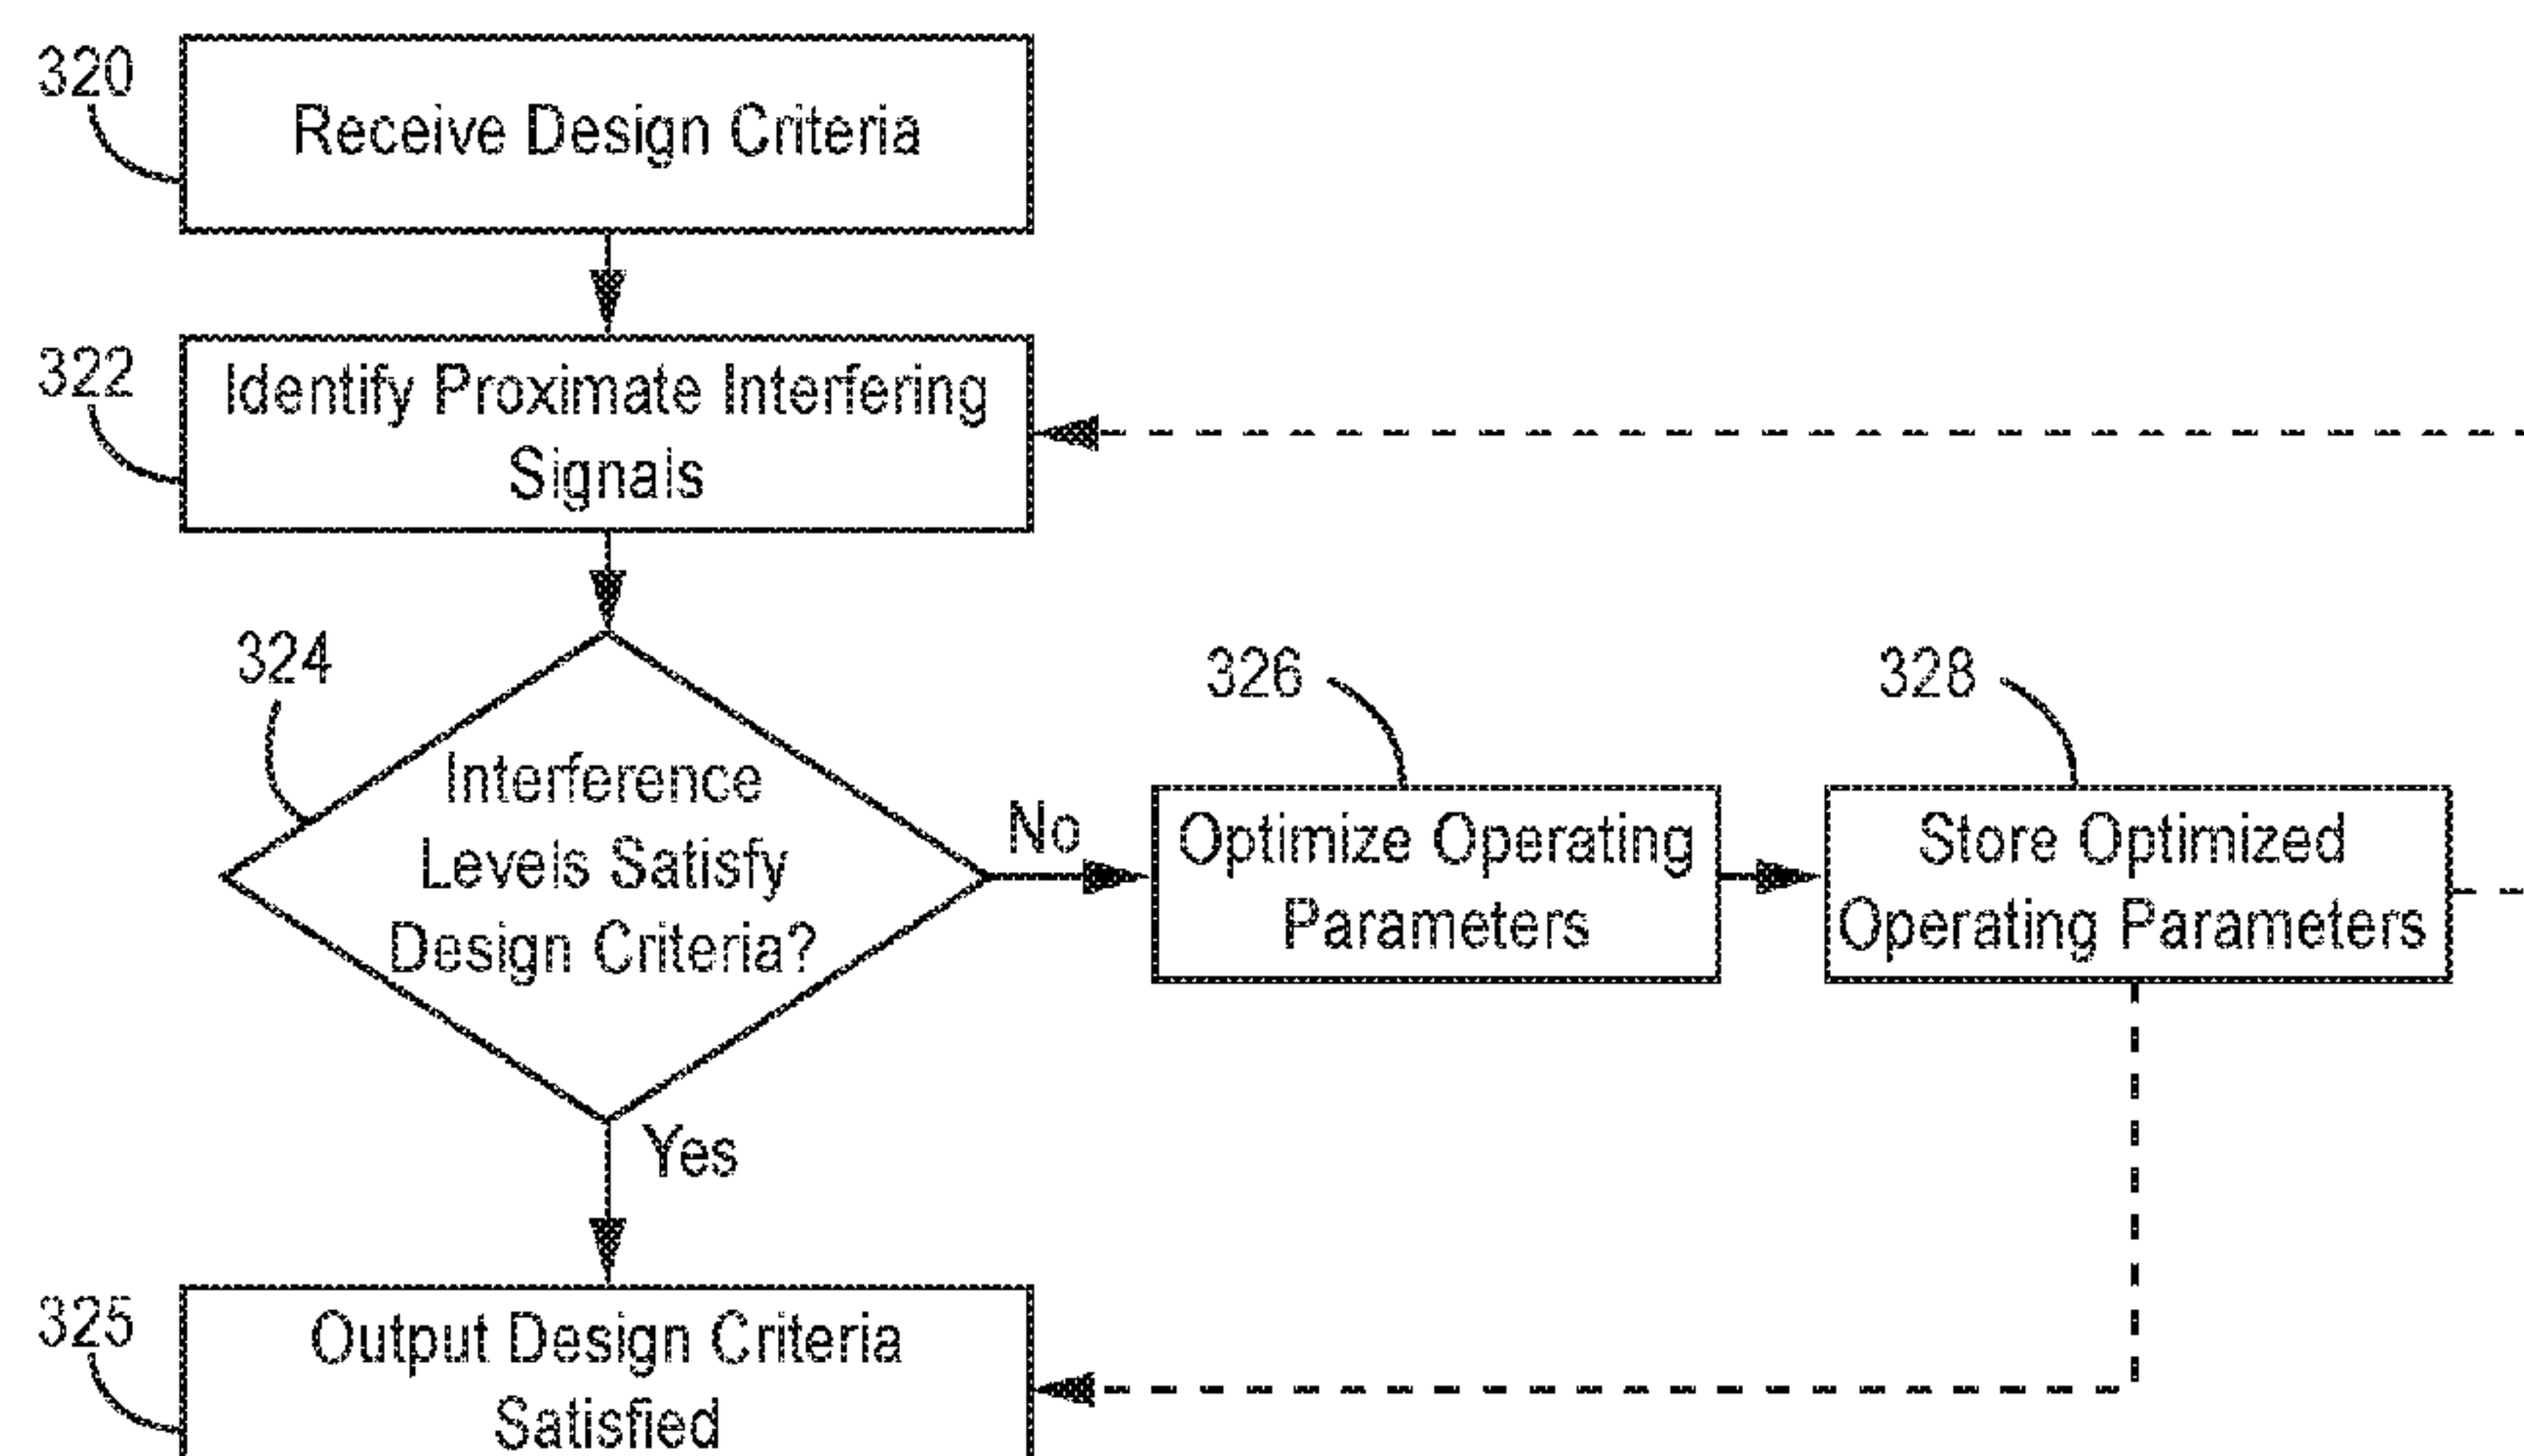 320
Receive Design Criteria
322
Identify Proximate Interfering
Signals
324
Interference
Levels Satisfy
Design Criteria?
No
326
Optimize Operating
Parameters
328
Store Optimized
Operating Parameters
Yes
325
Output Design Criteria
Satisfied